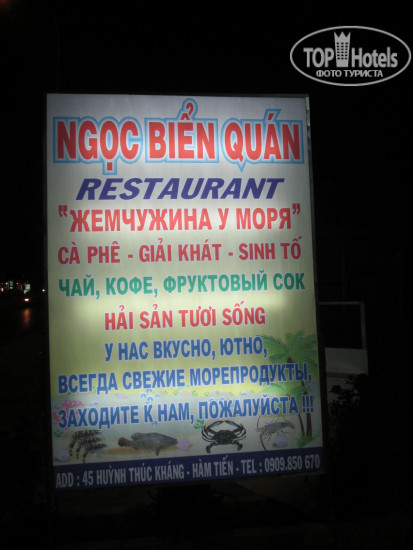 TOP Hotels
ФОТО ТУРИСТА
NGỌC BIỂN QUÁN
RESTAURANT
"ЖЕМЧУЖИНА У МОРЯ"
CÀ PHÊ - GIẢI KHÁT - SINH TỐ
ЧАЙ, КОФЕ, ФРУКТОВЫЙ СОК
HẢI SẢN TƯƠI SỐNG
У НАС ВКУСНО, ЮТНО,
ВСЕГДА СВЕЖИЕ МОРЕПРОДУКТЫ,
ЗАХОДИТЕ К НАМ, ПОЖАЛУЙСТА !!!
ADD : 45 HUỲNH THÚC KHÁNG - HÀM TIẾN - TEL : 0909.850 670